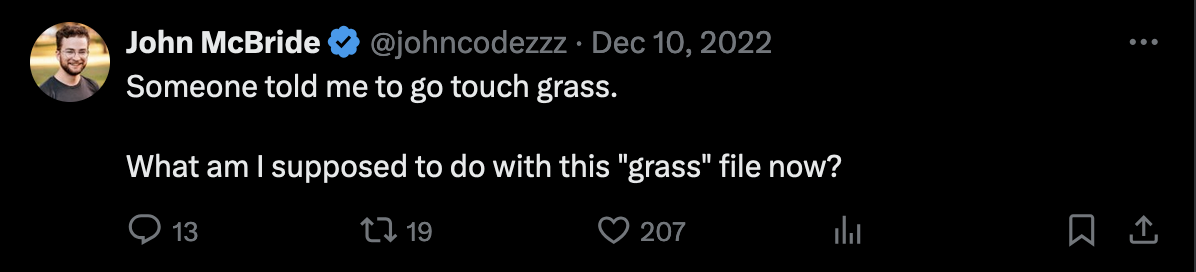 John McBride @johncodezzz · Dec 10, 2022
Someone told me to go touch grass.
What am I supposed to do with this "grass" file now?
13 19 207